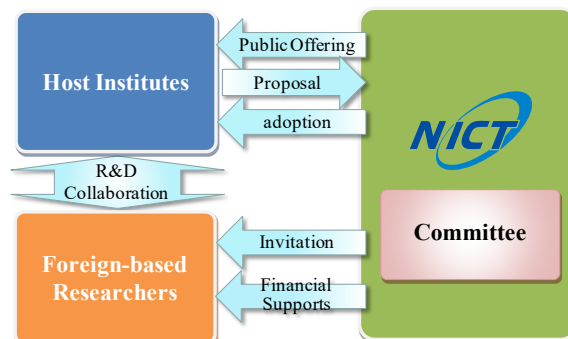 Public Offering
Host Institutes
Proposal
adoption
NICT
R&D
Collaboration
Committee
Invitation
Foreign-based
Researchers
Financial
Supports